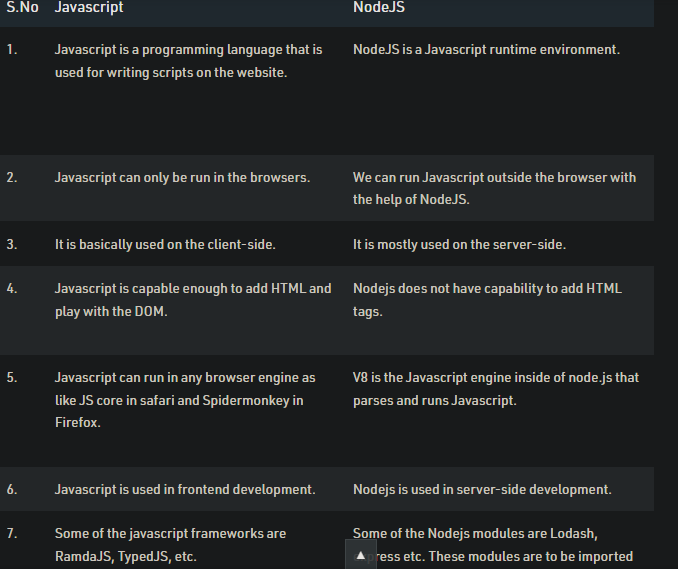 S.No Javascript NodeJS
1. Javascript is a programming language that is NodeJS is a Javascript runtime environment.
used for writing scripts on the website.
2. Javascript can only be run in the browsers. We can run Javascript outside the browser with
the help of NodeJS.
3. It is basically used on the client-side. It is mostly used on the server-side.
4. Javascript is capable enough to add HTML and Nodejs does not have capability to add HTML
play with the DOM. tags.
5. Javascript can run in any browser engine as V8 is the Javascript engine inside of node.js that
like JS core in safari and Spidermonkey in parses and runs Javascript.
Firefox.
6. Javascript is used in frontend development. Nodejs is used in server-side development.
7. Some of the javascript frameworks are Some of the Nodejs modules are Lodash,
RamdaJS, TypedJS, etc. express etc. These modules are to be imported